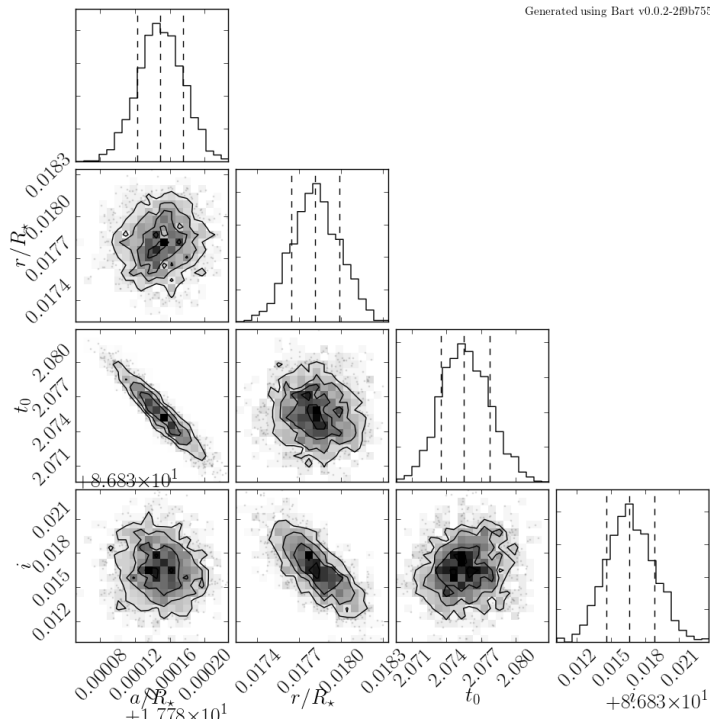 Generated using Bart v0.0.2-2f9b755
0.0183
0.0180
0.0177
0.0174
r/R⋆
2.080
2.077
2.074
2.071
t₀
+8.683×10¹
0.021
0.018
0.015
0.012
i
0.00008 0.00012 0.00016 0.00020
a/R⋆
+1.778×10¹
0.0174 0.0177 0.0180 0.0183
r/R⋆
2.071 2.074 2.077 2.080
t₀
0.012 0.015 0.018 0.021
i
+8.683×10¹